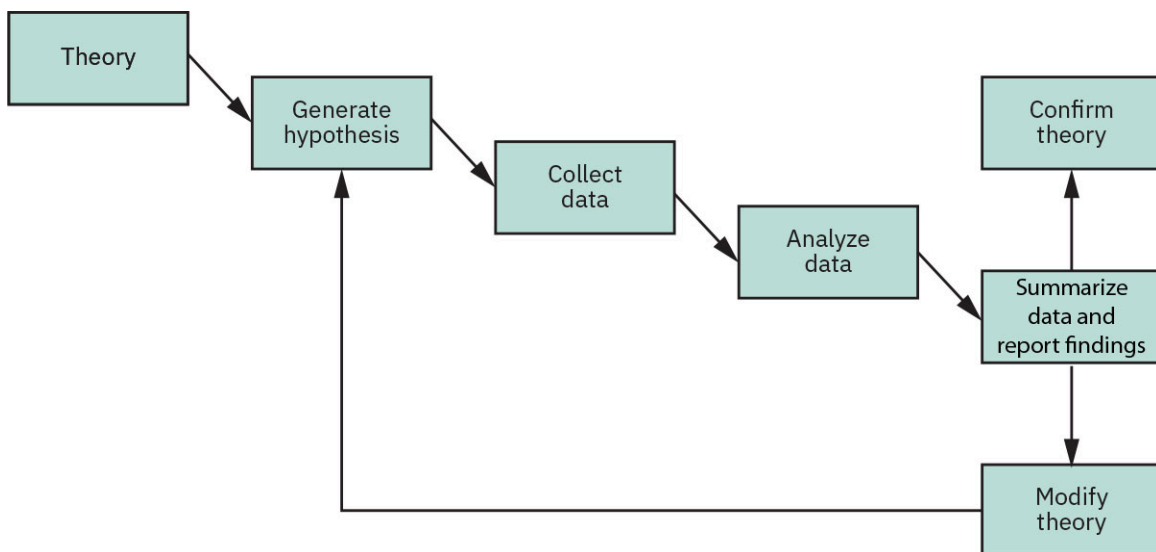 Theory
Generate
hypothesis
Collect
data
Analyze
data
Summarize
data and
report findings
Confirm
theory
Modify
theory